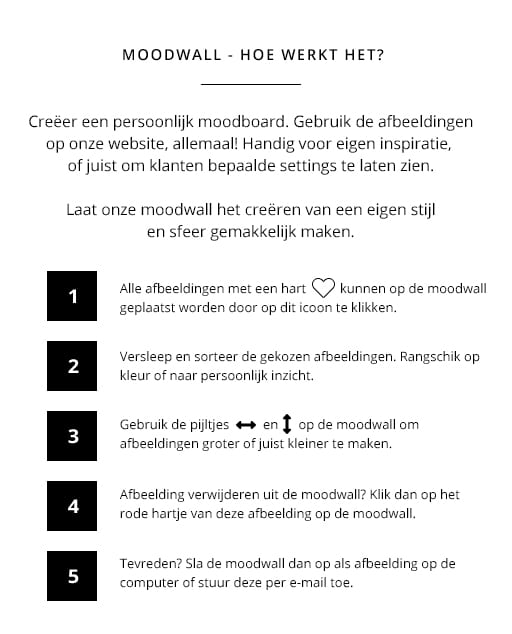 MOODWALL - HOE WERKT HET?
Creëer een persoonlijk moodboard. Gebruik de afbeeldingen
op onze website, allemaal! Handig voor eigen inspiratie,
of juist om klanten bepaalde settings te laten zien.
Laat onze moodwall het creëren van een eigen stijl
en sfeer gemakkelijk maken.
1
Alle afbeeldingen met een hart kunnen op de moodwall
geplaatst worden door op dit icoon te klikken.
2
Versleep en sorteer de gekozen afbeeldingen. Rangschik op
kleur of naar persoonlijk inzicht.
3
Gebruik de pijltjes ↔ en ↕ op de moodwall om
afbeeldingen groter of juist kleiner te maken.
4
Afbeelding verwijderen uit de moodwall? Klik dan op het
rode hartje van deze afbeelding op de moodwall.
5
Tevreden? Sla de moodwall dan op als afbeelding op de
computer of stuur deze per e-mail toe.